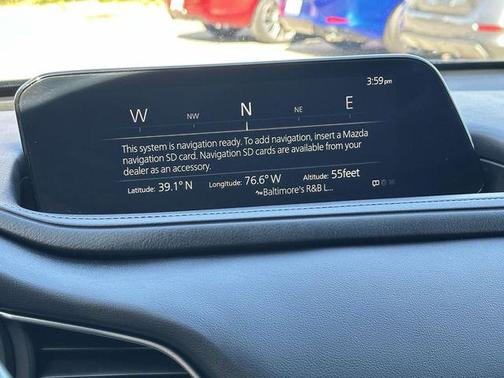 3:59pm
W NW N NE E
This system is navigation ready. To add navigation, insert a Mazda
navigation SD card. Navigation SD cards are available from your
dealer as an accessory.
Latitude: 39.1° N Longitude: 76.6° W Altitude: 55feet
Baltimore's R&B L...